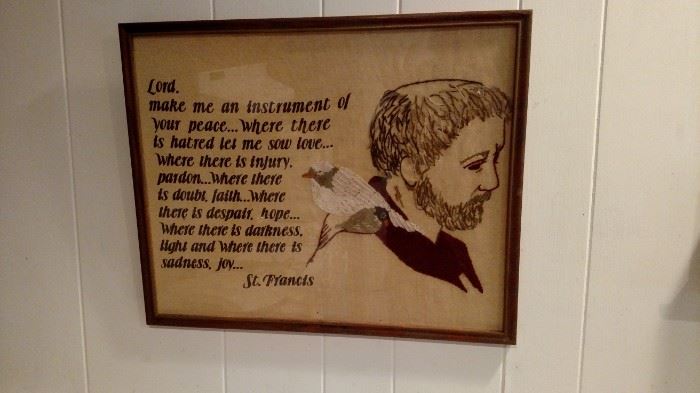 Lord,
make me an instrument of
your peace...Where there
is hatred let me sow love...
Where there is injury,
pardon...Where there
is doubt, faith...Where
there is despair, hope...
Where there is darkness,
light and Where there is
sadness, joy...
St. Francis